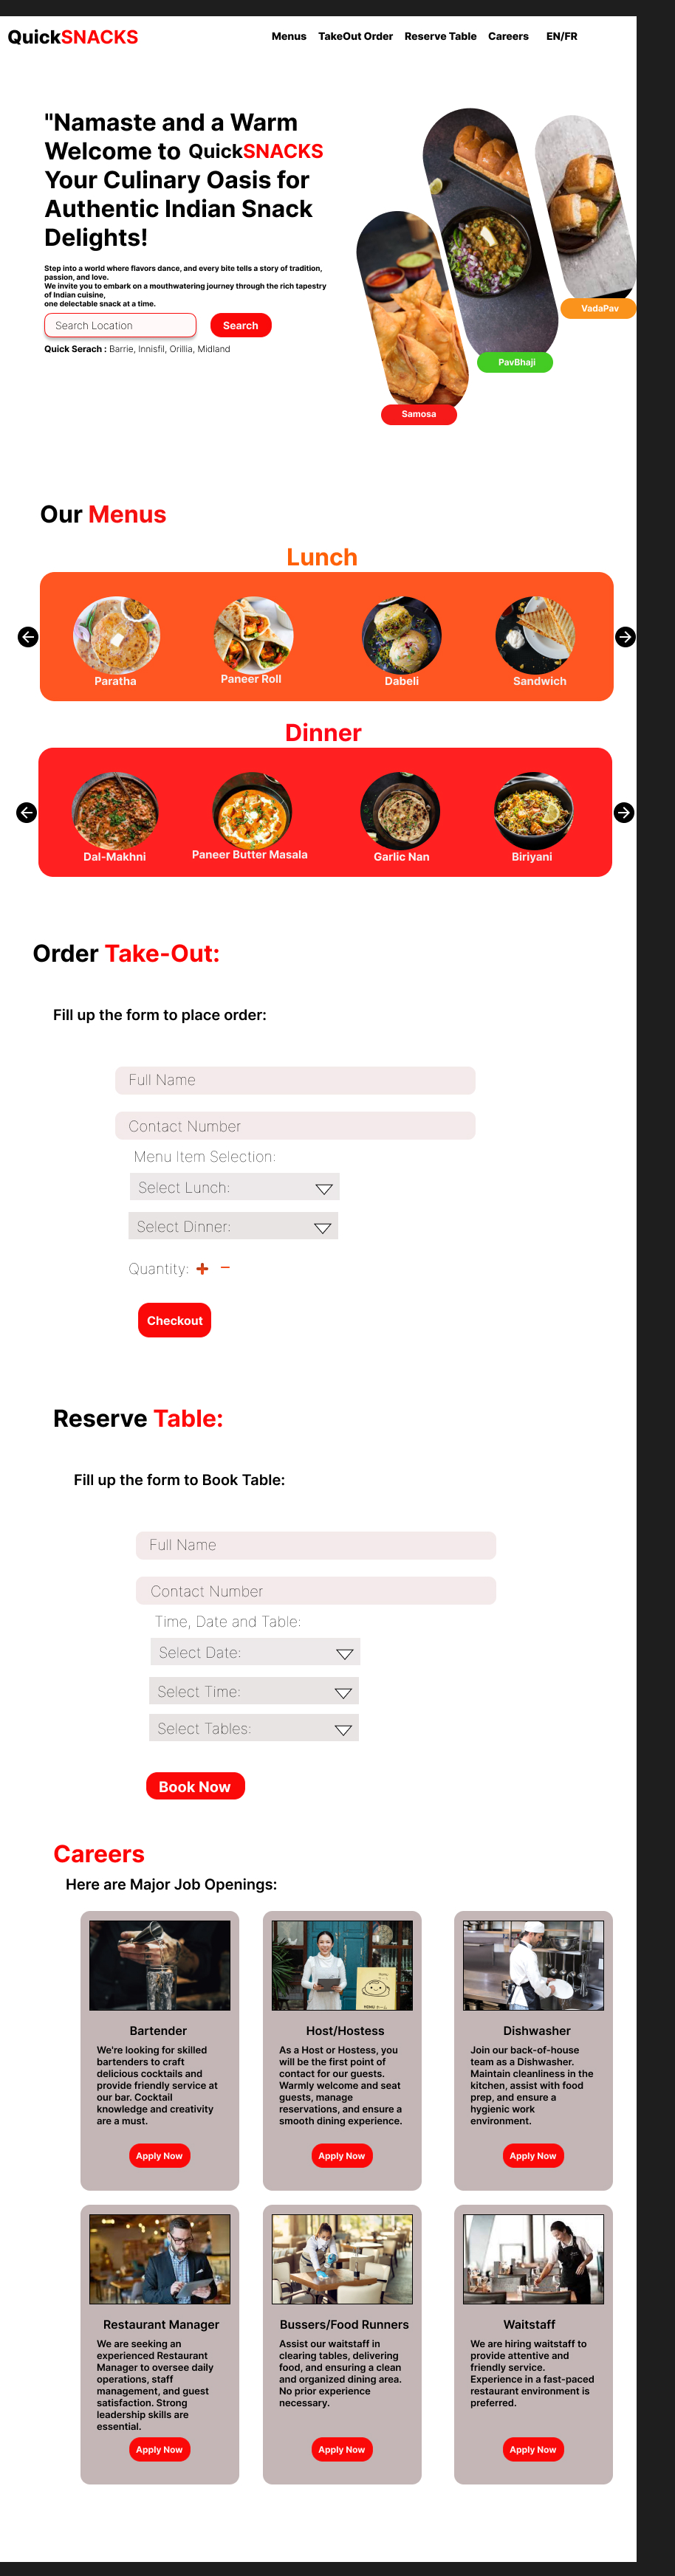 QuickSNACKS
Menus TakeOut Order Reserve Table Careers EN/FR
"Namaste and a Warm
Welcome to QuickSNACKS
Your Culinary Oasis for
Authentic Indian Snack
Delights!
Step into a world where flavors dance, and every bite tells a story of tradition,
passion, and love.
We invite you to embark on a mouthwatering journey through the rich tapestry
of Indian cuisine,
one delectable snack at a time.
Search Location
Search
Quick Serach : Barrie, Innisfil, Orillia, Midland
VadaPav
PavBhaji
Samosa
Our Menus
Lunch
Paratha
Paneer Roll
Dabeli
Sandwich
Dinner
Dal-Makhni
Paneer Butter Masala
Garlic Nan
Biriyani
Order Take-Out:
Fill up the form to place order:
Full Name
Contact Number
Menu Item Selection:
Select Lunch:
Select Dinner:
Quantity: + −
Checkout
Reserve Table:
Fill up the form to Book Table:
Full Name
Contact Number
Time, Date and Table:
Select Date:
Select Time:
Select Tables:
Book Now
Careers
Here are Major Job Openings:
Bartender
We're looking for skilled
bartenders to craft
delicious cocktails and
provide friendly service at
our bar. Cocktail
knowledge and creativity
are a must.
Apply Now
Host/Hostess
As a Host or Hostess, you
will be the first point of
contact for our guests.
Warmly welcome and seat
guests, manage
reservations, and ensure a
smooth dining experience.
Apply Now
Dishwasher
Join our back-of-house
team as a Dishwasher.
Maintain cleanliness in the
kitchen, assist with food
prep, and ensure a
hygienic work
environment.
Apply Now
Restaurant Manager
We are seeking an
experienced Restaurant
Manager to oversee daily
operations, staff
management, and guest
satisfaction. Strong
leadership skills are
essential.
Apply Now
Bussers/Food Runners
Assist our waitstaff in
clearing tables, delivering
food, and ensuring a clean
and organized dining area.
No prior experience
necessary.
Apply Now
Waitstaff
We are hiring waitstaff to
provide attentive and
friendly service.
Experience in a fast-paced
restaurant environment is
preferred.
Apply Now